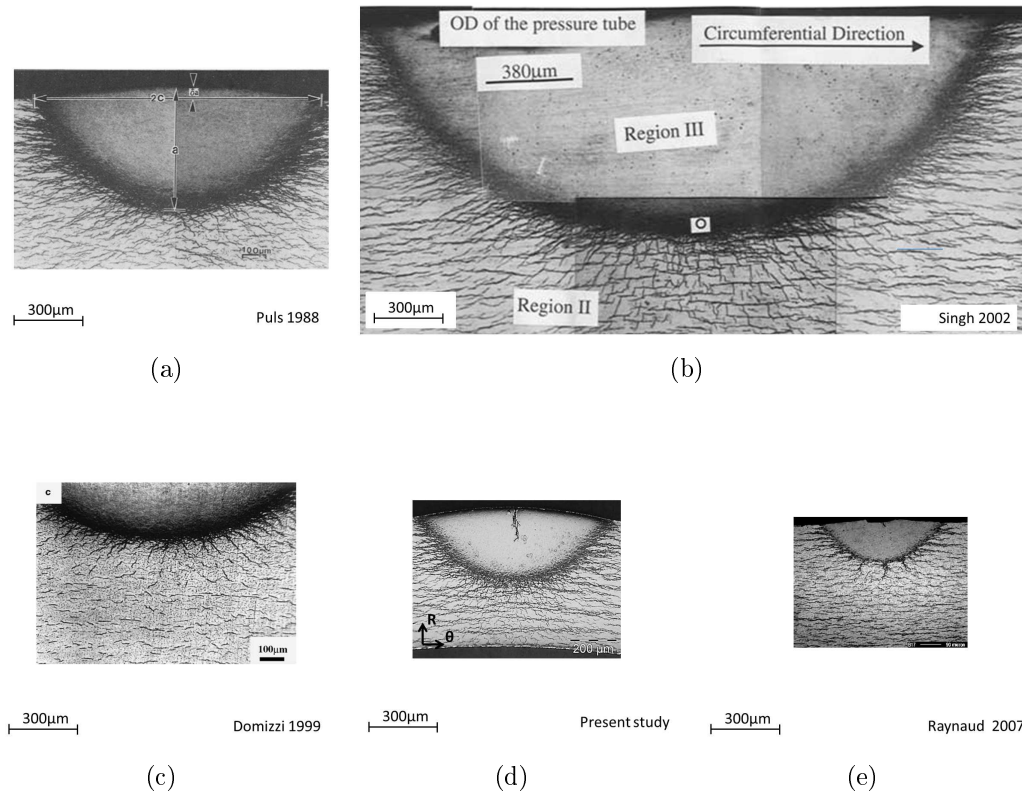 OD of the pressure tube
Circumferential Direction
380µm
2c
a
Region III
O
100µm
Region II
300µm
Puls 1988
300µm
Singh 2002
(a)
(b)
c
R
θ
100µm
200 µm
300µm
Domizzi 1999
300µm
Present study
300µm
Raynaud 2007
(c)
(d)
(e)